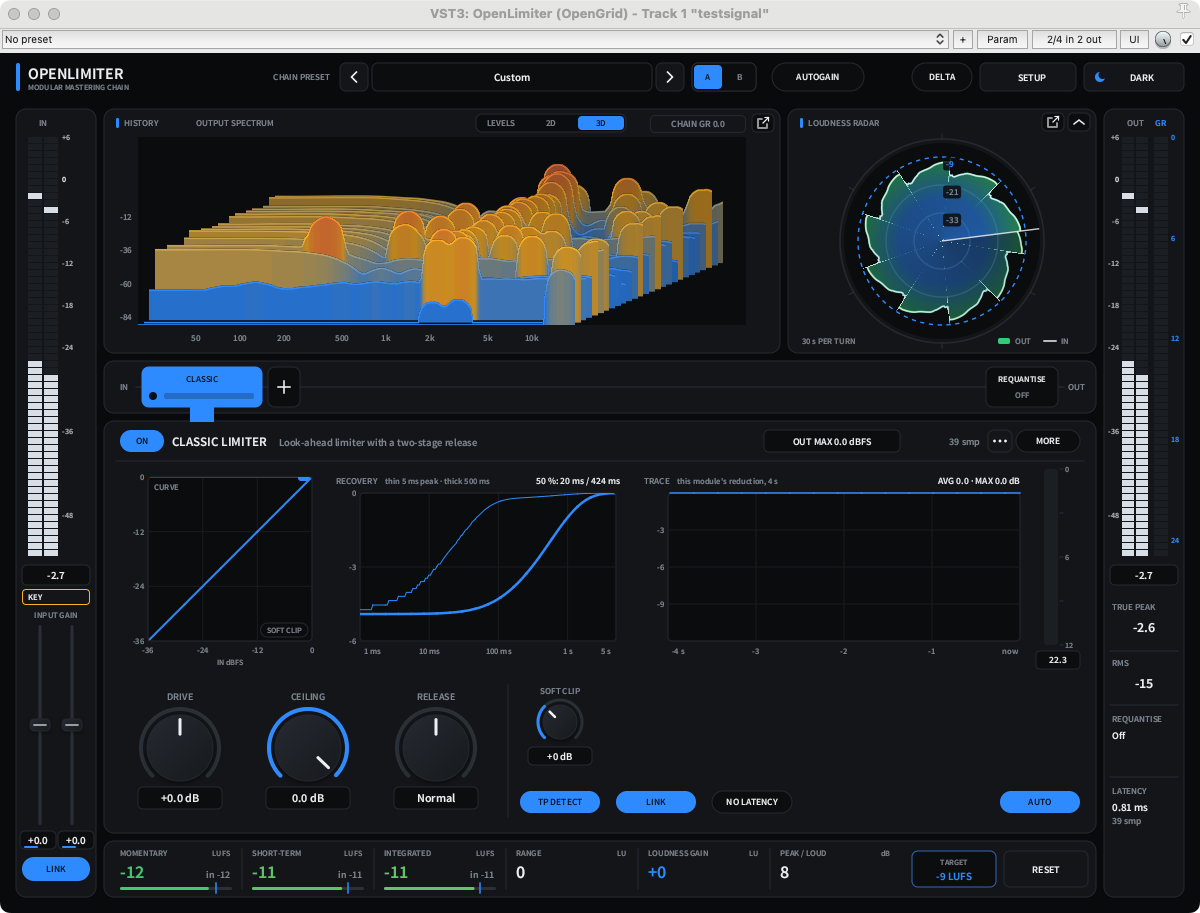 VST3: OpenLimiter (OpenGrid) - Track 1 "testsignal"
No preset
+ Param 2/4 in 2 out UI
OPENLIMITER
MODULAR MASTERING CHAIN
CHAIN PRESET Custom A B AUTOGAIN DELTA SETUP DARK
IN
+6
0
-6
-12
-18
-24
-36
-48
-2.7
KEY
INPUT GAIN
+0.0 +0.0
LINK
HISTORY OUTPUT SPECTRUM LEVELS 2D 3D CHAIN GR 0.0
-12
-36
-60
-84
50 100 200 500 1k 2k 5k 10k
LOUDNESS RADAR
-9
-21
-33
30 s PER TURN OUT IN
IN CLASSIC + REQUANTISE OUT
OFF
ON CLASSIC LIMITER Look-ahead limiter with a two-stage release OUT MAX 0.0 dBFS 39 smp ••• MORE
CURVE
0
-12
-24
-36
SOFT CLIP
-36 -24 -12 0
IN dBFS
RECOVERY thin 5 ms peak · thick 500 ms 50 %: 20 ms / 424 ms
0
-3
-6
1 ms 10 ms 100 ms 1 s 5 s
TRACE this module's reduction, 4 s AVG 0.0 · MAX 0.0 dB
-3
-6
-9
-4 s -3 -2 -1 now
0
6
12
22.3
DRIVE CEILING RELEASE SOFT CLIP
+0.0 dB 0.0 dB Normal +0 dB
TP DETECT LINK NO LATENCY AUTO
MOMENTARY LUFS SHORT-TERM LUFS INTEGRATED LUFS RANGE LU LOUDNESS GAIN LU PEAK / LOUD dB
-12 in -12 -11 in -11 -11 in -11 0 +0 8
TARGET
-9 LUFS
RESET
OUT GR
+6 0
0
-6 6
-12
-18 12
-24
-36 18
-48
24
-2.7
TRUE PEAK
-2.6
RMS
-15
REQUANTISE
Off
LATENCY
0.81 ms
39 smp